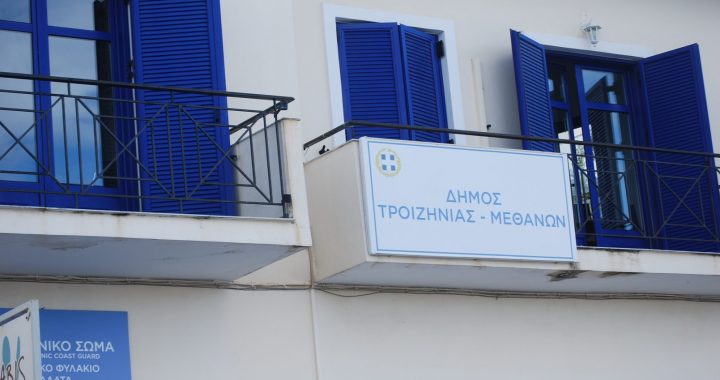 ΔΗΜΟΣ
ΤΡΟΙΖΗΝΙΑΣ - ΜΕΘΑΝΩΝ
ΝΙΚΟ ΣΩΜΑ
NIC COAST GUARD
ΚΟ ΦΥΛΑΚΙΟ